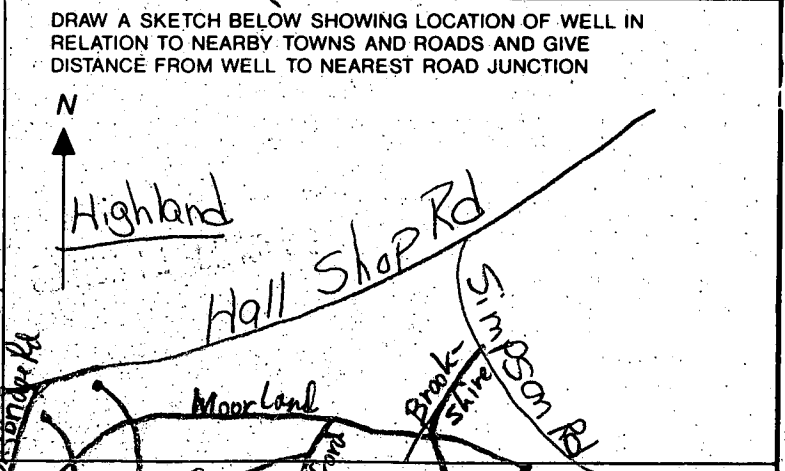 DRAW A SKETCH BELOW SHOWING LOCATION OF WELL IN
RELATION TO NEARBY TOWNS AND ROADS AND GIVE
DISTANCE FROM WELL TO NEAREST ROAD JUNCTION
N
Highland
Hall Shop Rd
Simpson Rd
Brook-
Shire
Moorland
Rd